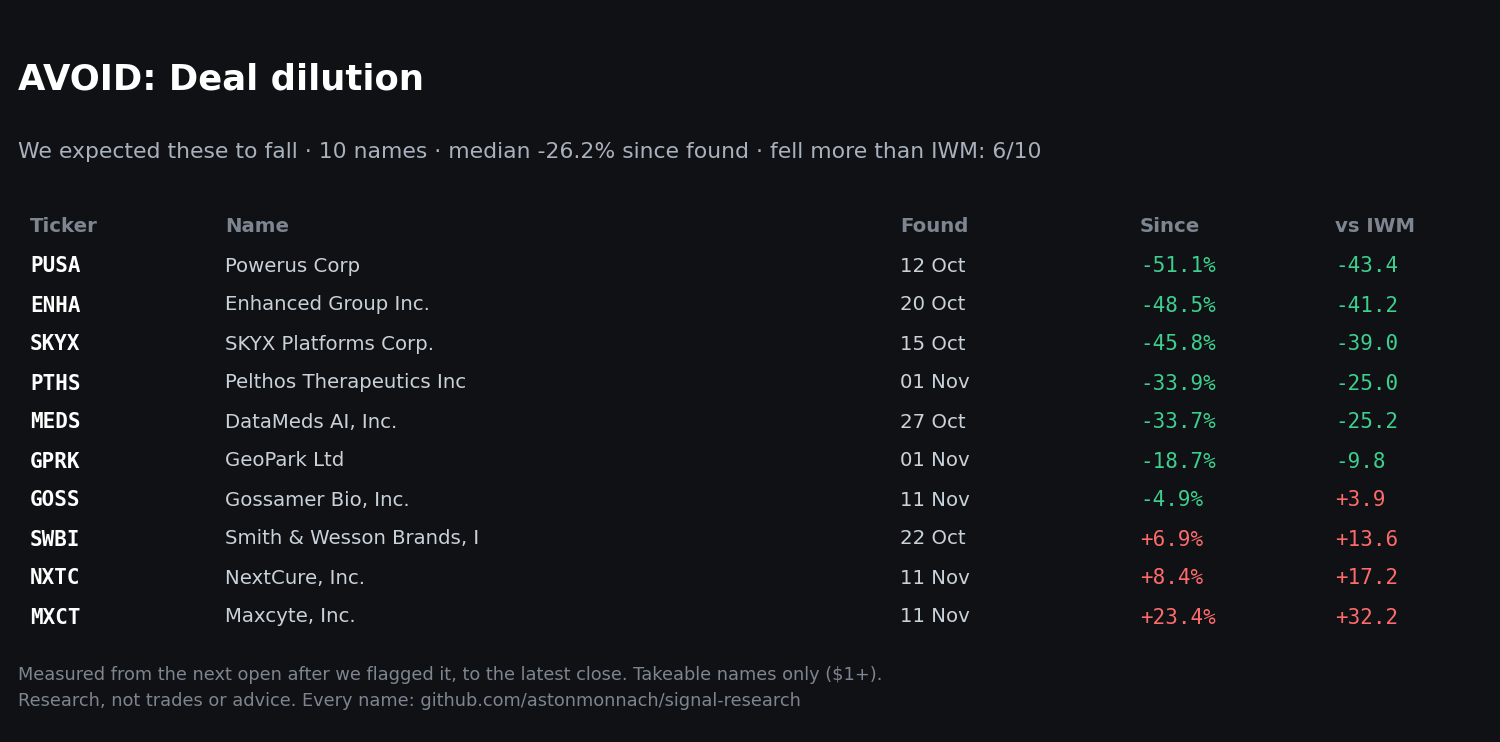 AVOID: Deal dilution
We expected these to fall · 10 names · median -26.2% since found · fell more than IWM: 6/10
Ticker Name Found Since vs IWM
PUSA Powerus Corp 12 Oct -51.1% -43.4
ENHA Enhanced Group Inc. 20 Oct -48.5% -41.2
SKYX SKYX Platforms Corp. 15 Oct -45.8% -39.0
PTHS Pelthos Therapeutics Inc 01 Nov -33.9% -25.0
MEDS DataMeds AI, Inc. 27 Oct -33.7% -25.2
GPRK GeoPark Ltd 01 Nov -18.7% -9.8
GOSS Gossamer Bio, Inc. 11 Nov -4.9% +3.9
SWBI Smith & Wesson Brands, I 22 Oct +6.9% +13.6
NXTC NextCure, Inc. 11 Nov +8.4% +17.2
MXCT Maxcyte, Inc. 11 Nov +23.4% +32.2
Measured from the next open after we flagged it, to the latest close. Takeable names only ($1+).
Research, not trades or advice. Every name: github.com/astonmonnach/signal-research